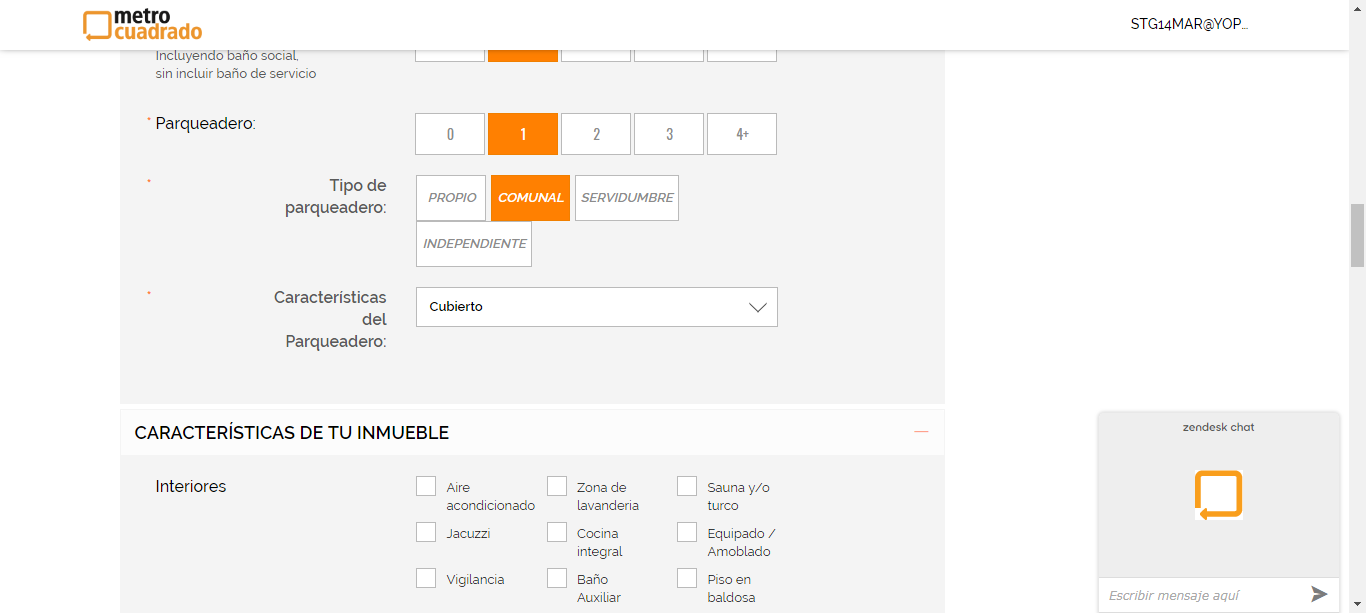 metro
cuadrado
STG14MAR@YOP...
Incluyendo baño social,
sin incluir baño de servicio
* Parqueadero:
0 1 2 3 4+
* Tipo de
parqueadero:
PROPIO COMUNAL SERVIDUMBRE
INDEPENDIENTE
* Características
del
Parqueadero:
Cubierto
CARACTERÍSTICAS DE TU INMUEBLE
Interiores
Aire
acondicionado
Zona de
lavanderia
Sauna y/o
turco
Jacuzzi
Cocina
integral
Equipado /
Amoblado
Vigilancia
Baño
Auxiliar
Piso en
baldosa
zendesk chat
Escribir mensaje aquí